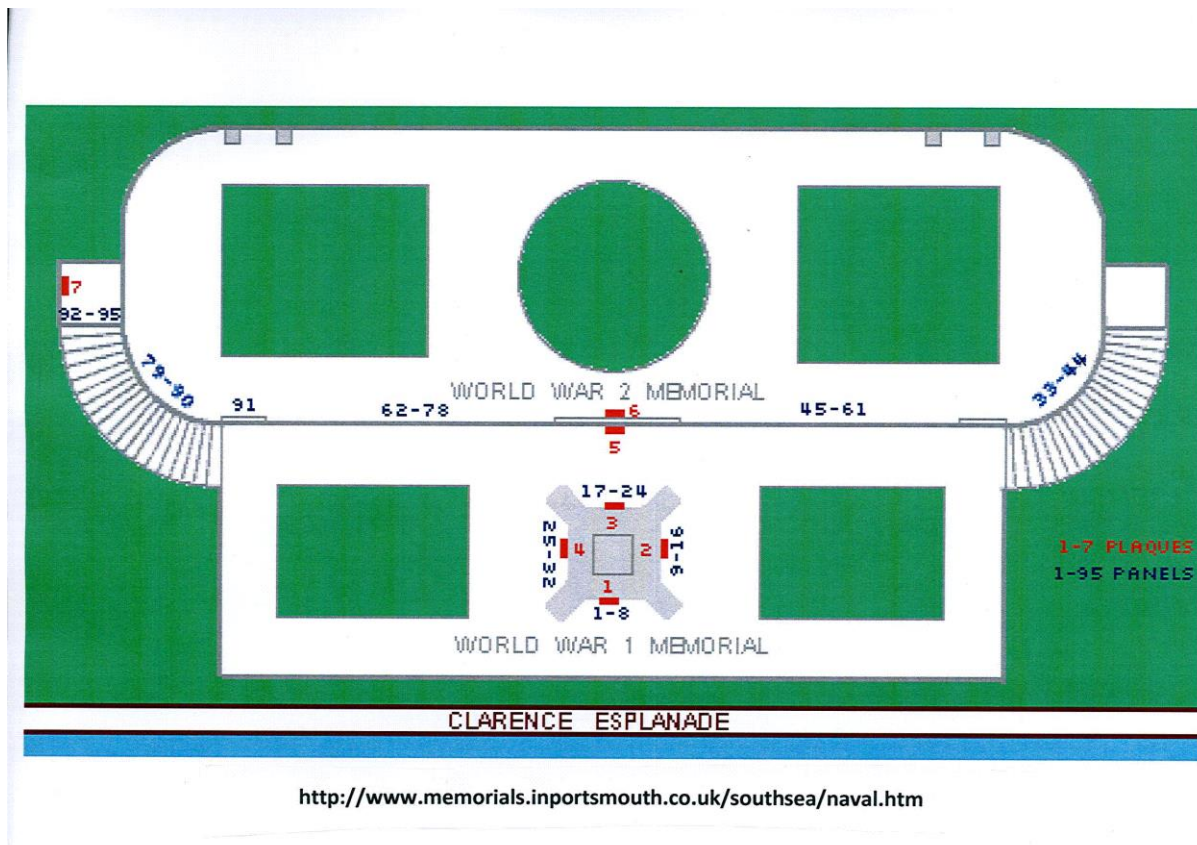 7
92-95
79-90
33-44
WORLD WAR 2 MEMORIAL
91
62-78
6
45-61
5
17-24
3
25-32
4
2
9-16
1
1-8
1-7 PLAQUES
1-95 PANELS
WORLD WAR 1 MEMORIAL
CLARENCE ESPLANADE
http://www.memorials.inportsmouth.co.uk/southsea/naval.htm